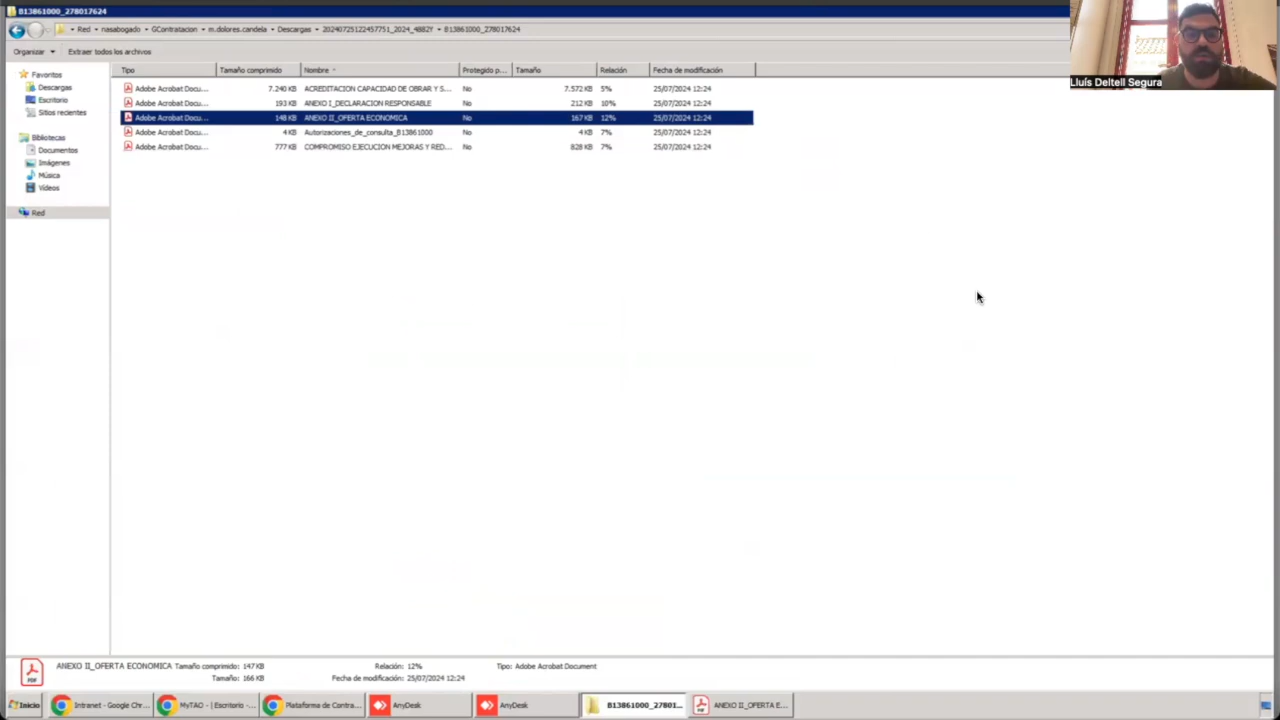 B13861000_278017624
Red ▾ nasabogado ▾ GContratacion ▾ m.dolores.candela ▾ Descargas ▾ 20240725122457751_2024_4882Y ▾ B13861000_278017624
Organizar ▾ Extraer todos los archivos
Lluís Deltell Segura
Favoritos
Descargas
Escritorio
Sitios recientes
Bibliotecas
Documentos
Imágenes
Música
Vídeos
Red
Tipo Tamaño comprimido Nombre Protegido p... Tamaño Relación Fecha de modificación
Adobe Acrobat Docu... 7.240 KB ACREDITACION CAPACIDAD DE OBRAR Y S... No 7.572 KB 5% 25/07/2024 12:24
Adobe Acrobat Docu... 193 KB ANEXO I_DECLARACION RESPONSABLE No 212 KB 10% 25/07/2024 12:24
Adobe Acrobat Docu... 148 KB ANEXO II_OFERTA ECONOMICA No 167 KB 12% 25/07/2024 12:24
Adobe Acrobat Docu... 4 KB Autorizaciones_de_consulta_B13861000 No 4 KB 7% 25/07/2024 12:24
Adobe Acrobat Docu... 777 KB COMPROMISO EJECUCION MEJORAS Y RED... No 828 KB 7% 25/07/2024 12:24
PDF
ANEXO II_OFERTA ECONOMICA Tamaño comprimido: 147 KB Relación: 12% Tipo: Adobe Acrobat Document
Tamaño: 166 KB Fecha de modificación: 25/07/2024 12:24
Inicio Intranet - Google Chr... MyTAO - | Escritorio -... Plataforma de Contra... AnyDesk AnyDesk B13861000_27801... ANEXO II_OFERTA E...